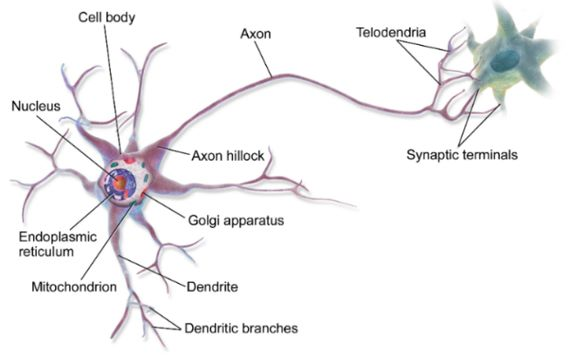 Cell body
Axon
Telodendria
Nucleus
Axon hillock
Synaptic terminals
Golgi apparatus
Endoplasmic
reticulum
Mitochondrion
Dendrite
Dendritic branches